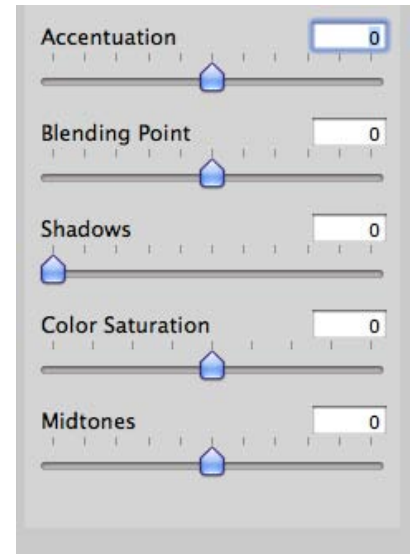 Accentuation 0
Blending Point 0
Shadows 0
Color Saturation 0
Midtones 0